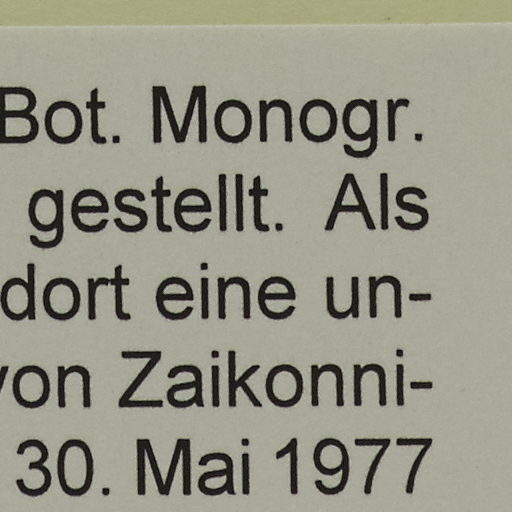 Bot. Monogr.
gestellt. Als
dort eine un-
von Zaikonni-
30. Mai 1977